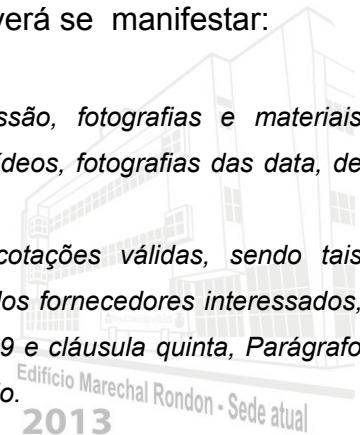 verá se manifestar:
ssão, fotografias e materiais
ídeos, fotografias das data, de
cotações válidas, sendo tais
dos fornecedores interessados,
9 e cláusula quinta, Parágrafo
io.
Edifício Marechal Rondon - Sede atual
2013